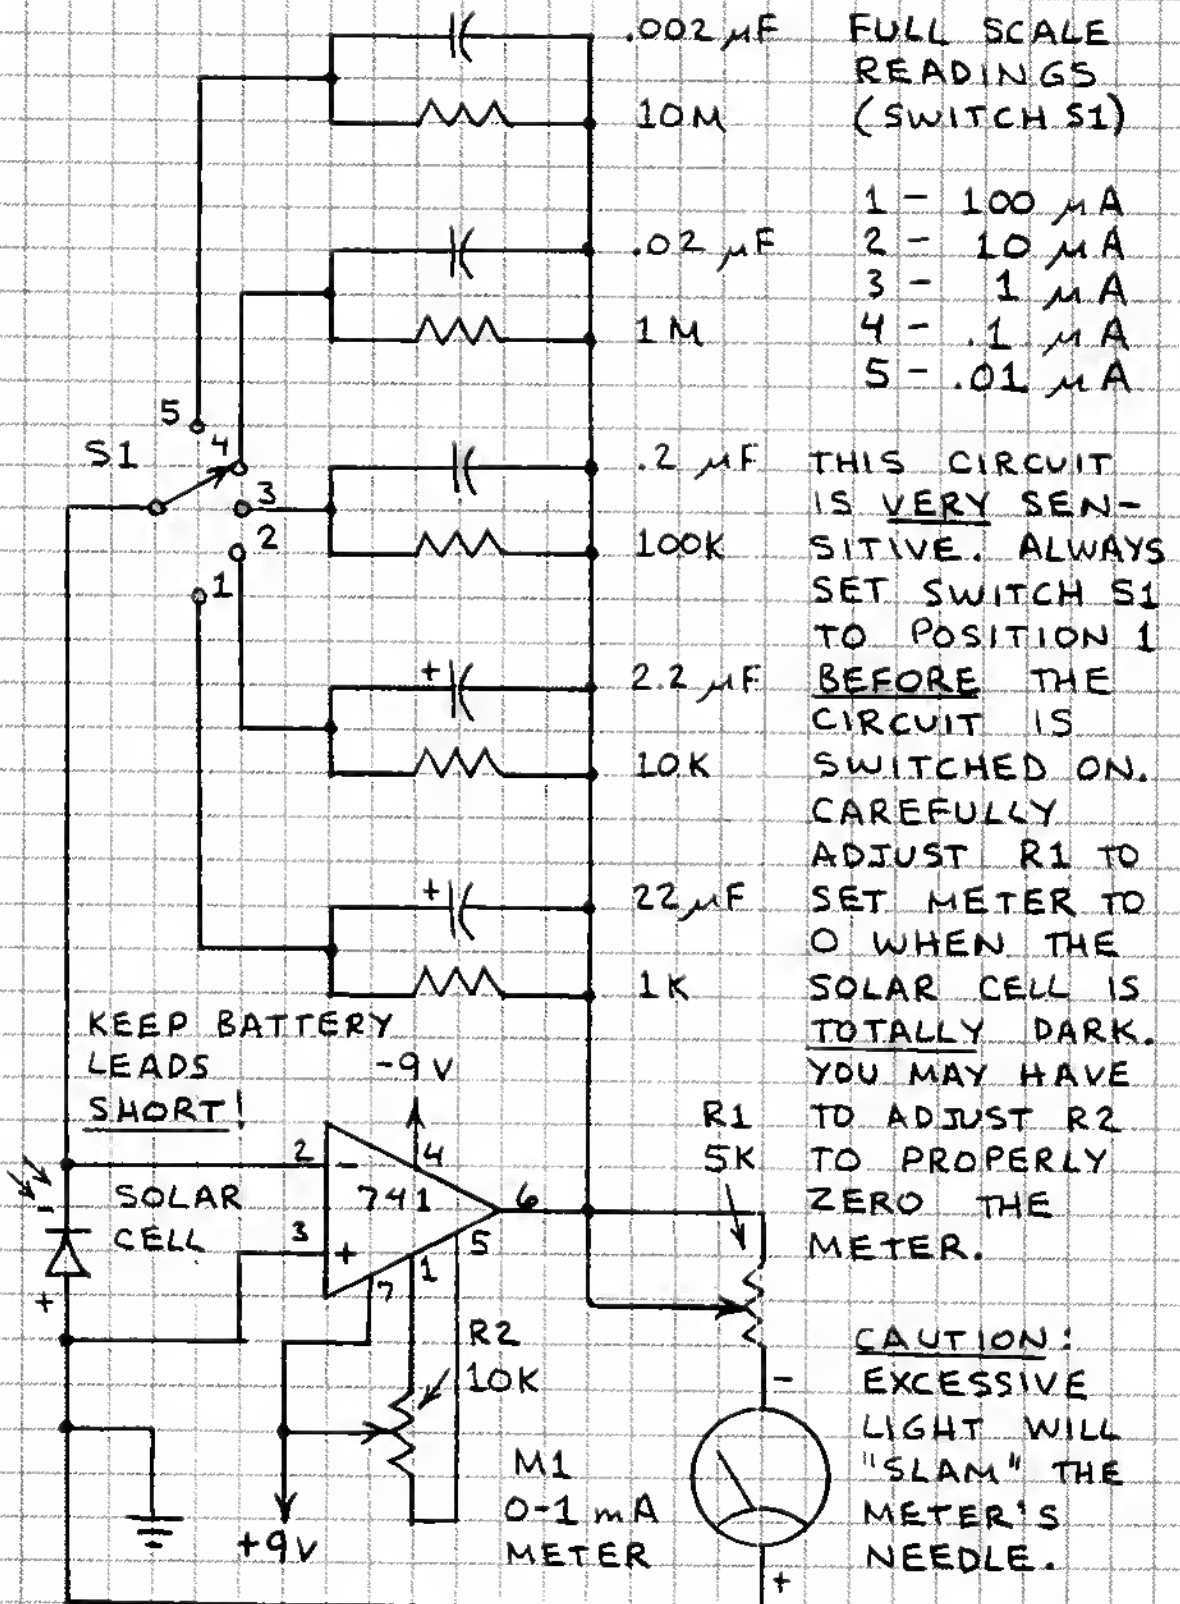 .002 μF
10M
.02 μF
1M
.2 μF
100K
2.2 μF
10K
22 μF
1K
5
4
S1
3
2
1
+
+
FULL SCALE
READINGS
(SWITCH S1)
1 - 100 μA
2 - 10 μA
3 - 1 μA
4 - .1 μA
5 - .01 μA
THIS CIRCUIT
IS VERY SEN-
SITIVE. ALWAYS
SET SWITCH S1
TO POSITION 1
BEFORE THE
CIRCUIT IS
SWITCHED ON.
CAREFULLY
ADJUST R1 TO
SET METER TO
0 WHEN THE
SOLAR CELL IS
TOTALLY DARK.
YOU MAY HAVE
TO ADJUST R2
TO PROPERLY
ZERO THE
METER.
CAUTION:
EXCESSIVE
LIGHT WILL
"SLAM" THE
METER'S
NEEDLE.
KEEP BATTERY
LEADS
SHORT!
-9V
2
-
4
741
6
3
+
5
7
1
-
SOLAR
CELL
+
R1
5K
R2
10K
+9V
M1
0-1 mA
METER
-
+